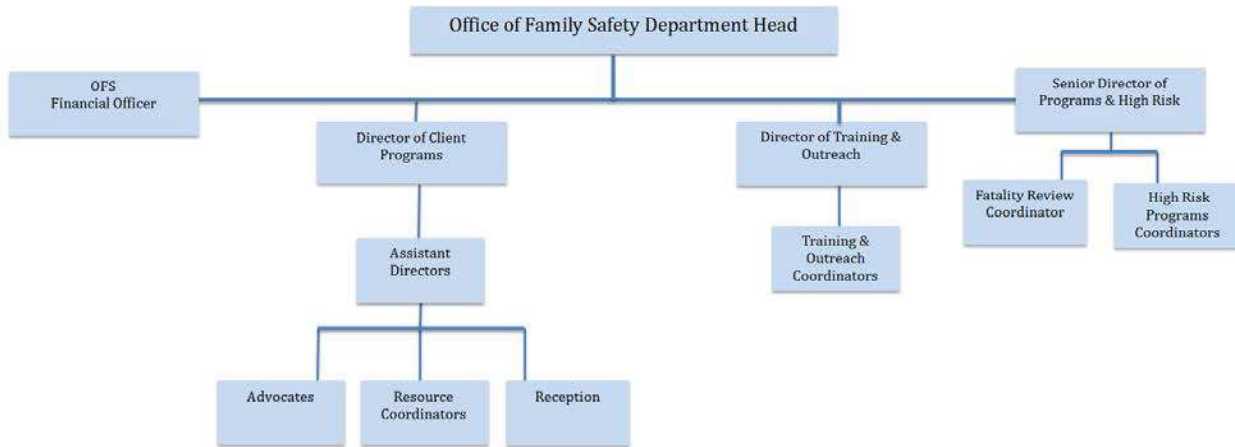 Office of Family Safety Department Head
OFS
Financial Officer
Senior Director of
Programs & High Risk
Director of Client
Programs
Director of Training &
Outreach
Fatality Review
Coordinator
High Risk
Programs
Coordinators
Assistant
Directors
Training &
Outreach
Coordinators
Advocates
Resource
Coordinators
Reception